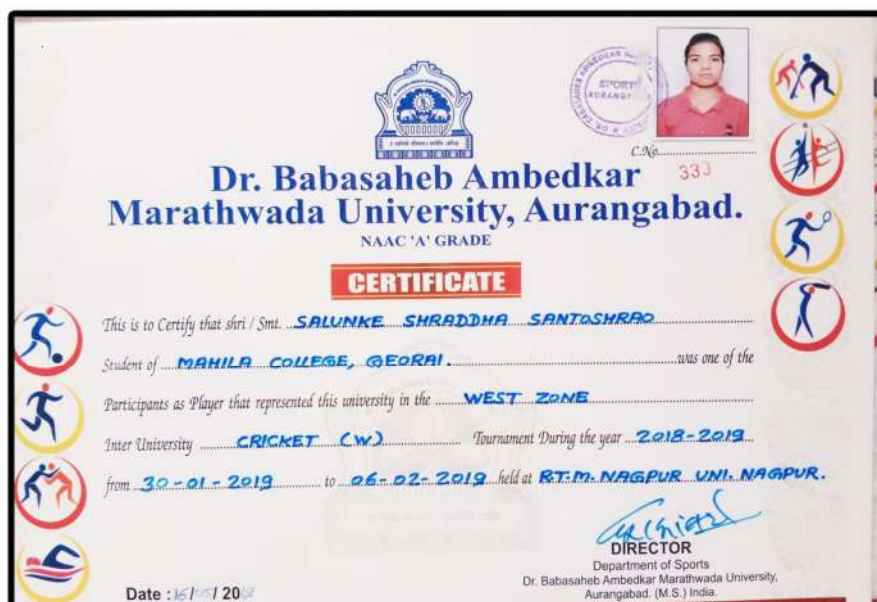 SPORTS
AURANGABAD
C.No.
333
Dr. Babasaheb Ambedkar
Marathwada University, Aurangabad.
NAAC 'A' GRADE
CERTIFICATE
This is to Certify that shri / Smt. SALUNKE SHRADDHA SANTOSHRAO
Student of MAHILA COLLEGE, GEORAI. was one of the
Participants as Player that represented this university in the WEST ZONE
Inter University CRICKET (W) Tournament During the year 2018-2019
from 30-01-2019 to 06-02-2019 held at R.T.M. NAGPUR UNI. NAGPUR.
DIRECTOR
Department of Sports
Dr. Babasaheb Ambedkar Marathwada University,
Aurangabad. (M.S.) India.
Date : 20